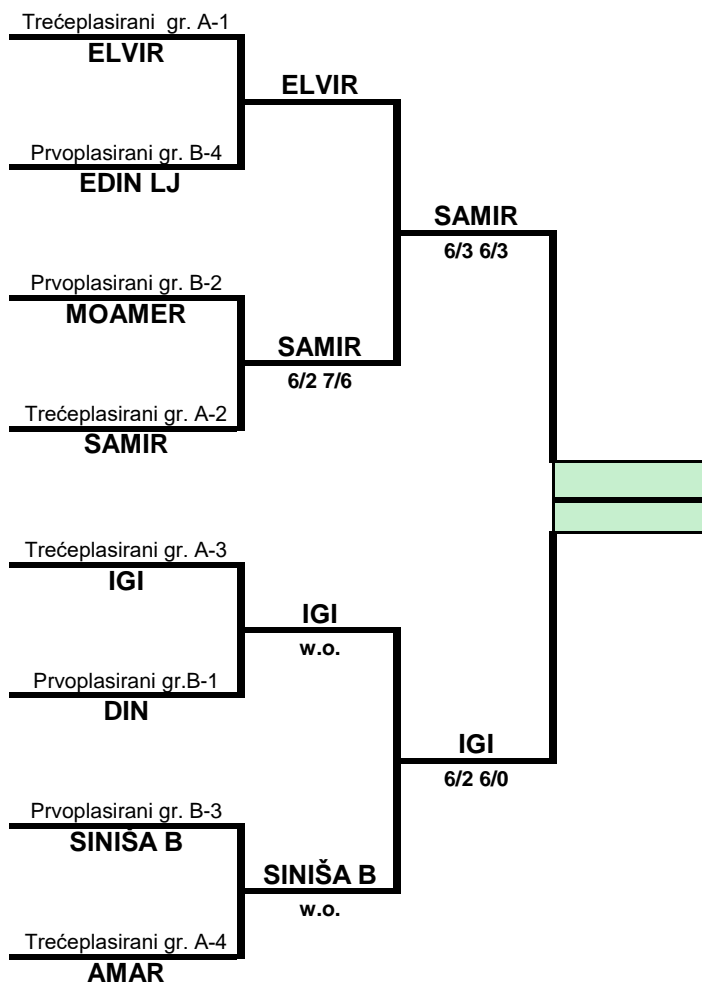 Trećeplasirani gr. A-1
ELVIR
ELVIR
Prvoplasirani gr. B-4
EDIN LJ
SAMIR
6/3 6/3
Prvoplasirani gr. B-2
MOAMER
SAMIR
6/2 7/6
Trećeplasirani gr. A-2
SAMIR
Trećeplasirani gr. A-3
IGI
IGI
w.o.
Prvoplasirani gr.B-1
DIN
IGI
6/2 6/0
Prvoplasirani gr. B-3
SINIŠA B
SINIŠA B
w.o.
Trećeplasirani gr. A-4
AMAR